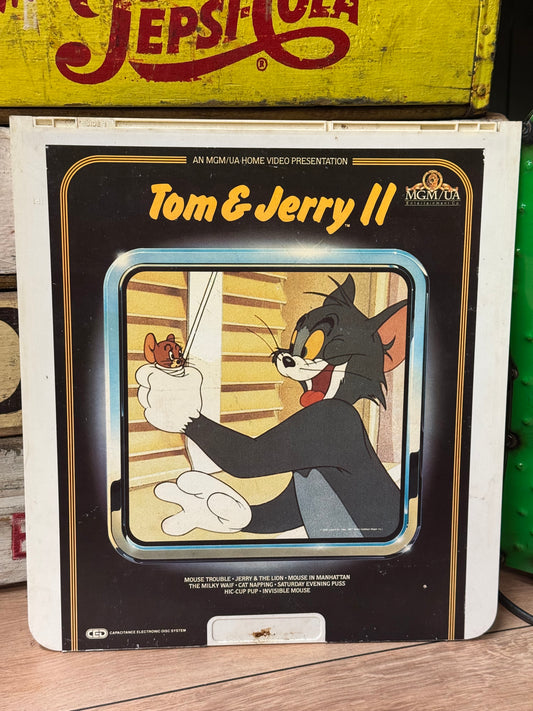 PEPSI-COLA
®
AN MGM/UA HOME VIDEO PRESENTATION
Tom & Jerry II
TM
MGM/UA
Entertainment Co.
MOUSE TROUBLE • JERRY & THE LION • MOUSE IN MANHATTAN
THE MILKY WAIF • CAT NAPPING • SATURDAY EVENING PUSS
HIC-CUP PUP • INVISIBLE MOUSE
CED CAPACITANCE ELECTRONIC DISC SYSTEM